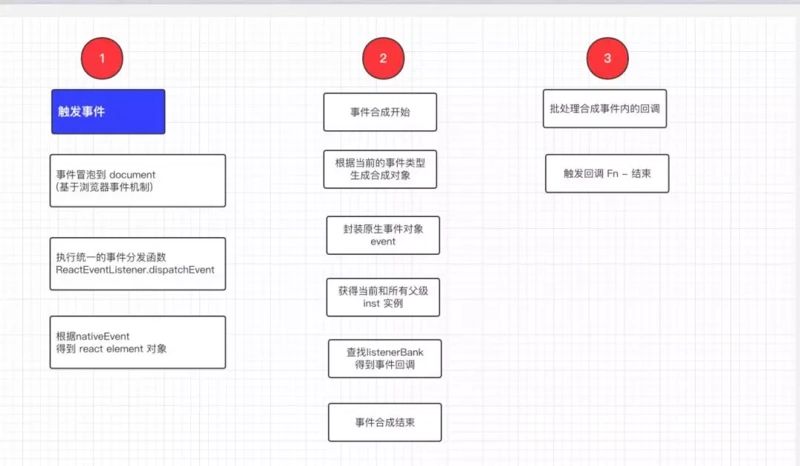 1
触发事件
事件冒泡到 document
(基于浏览器事件机制)
执行统一的事件分发函数
ReactEventListener.dispatchEvent
根据nativeEvent
得到 react element 对象
2
事件合成开始
根据当前的事件类型
生成合成对象
封装原生事件对象
event
获得当前和所有父级
inst 实例
查找listenerBank
得到事件回调
事件合成结束
3
批处理合成事件内的回调
触发回调 Fn - 结束